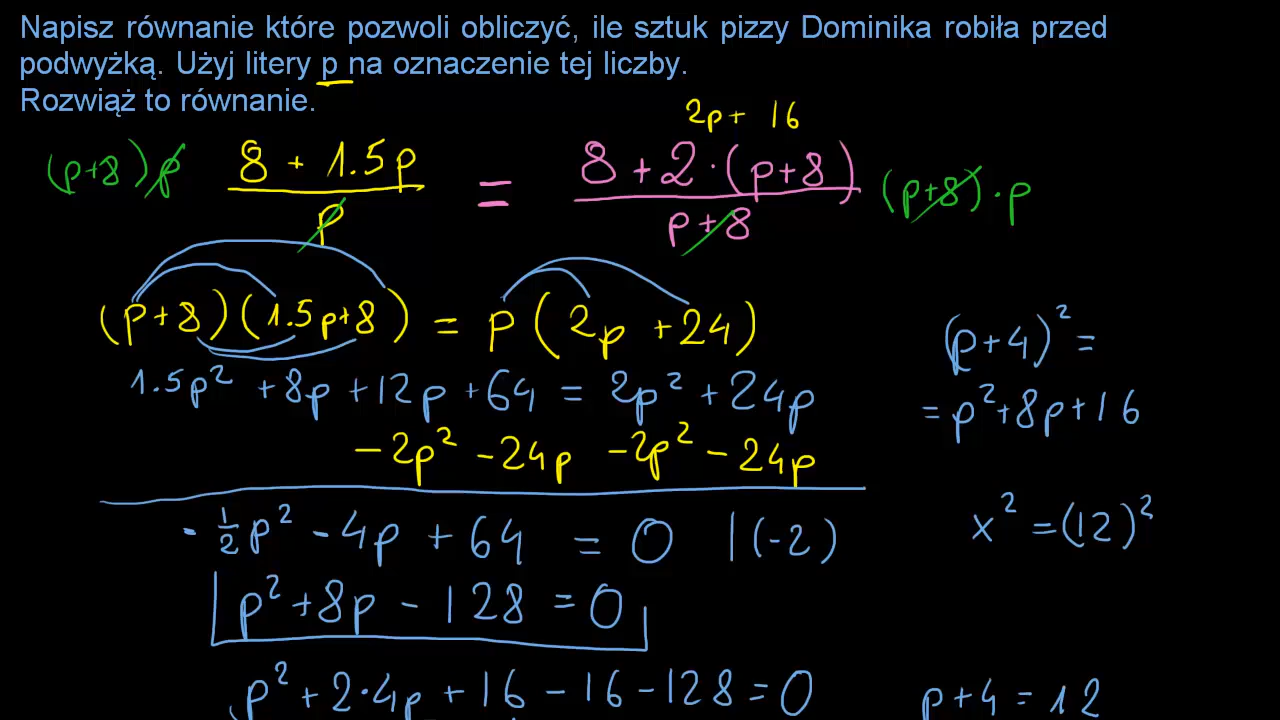 Napisz równanie które pozwoli obliczyć, ile sztuk pizzy Dominika robiła przed
podwyżką. Użyj litery p na oznaczenie tej liczby.
Rozwiąż to równanie.
2p + 16
(p+8) p 8 + 1.5p = 8 + 2·(p+8) (p+8)·p
p p+8
(p+8)(1.5p+8) = p(2p +24)
1.5p² +8p +12p +64 = 2p² +24p
-2p² -24p -2p² -24p
-½p² -4p +64 = 0 |(-2)
p² +8p - 128 = 0
p² + 2·4p + 16 - 16 - 128 = 0
(p+4)² =
= p²+8p+16
x² = (12)²
p+4 = 12